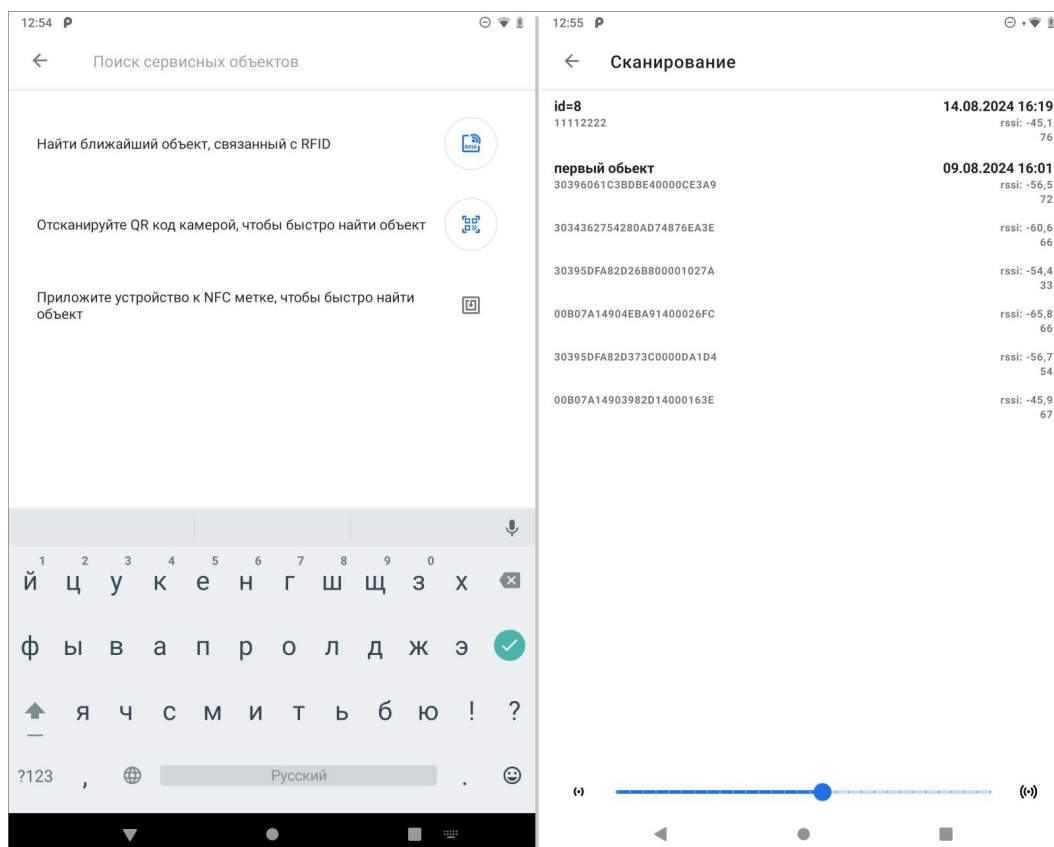 12:54
Поиск сервисных объектов
Найти ближайший объект, связанный с RFID
RFID
Отсканируйте QR код камерой, чтобы быстро найти объект
Приложите устройство к NFC метке, чтобы быстро найти
объект
1 2 3 4 5 6 7 8 9 0
й ц у к е н г ш щ з х
ф ы в а п р о л д ж э
я ч с м и т ь б ю ! ?
?123 , Русский .
12:55
Сканирование
id=8 14.08.2024 16:19
11112222 rssi: -45,1
76
первый обьект 09.08.2024 16:01
30396061C3BDBE40000CE3A9 rssi: -56,5
72
3034362754280AD74876EA3E rssi: -60,6
66
30395DFA82D26B800001027A rssi: -54,4
33
00B07A14904EBA91400026FC rssi: -65,8
66
30395DFA82D373C0000DA1D4 rssi: -56,7
54
00B07A14903982D14000163E rssi: -45,9
67